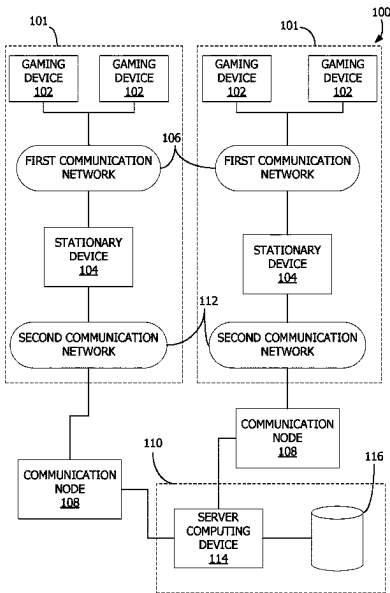 101
101
100
GAMING
DEVICE
102
GAMING
DEVICE
102
GAMING
DEVICE
102
GAMING
DEVICE
102
106
FIRST COMMUNICATION
NETWORK
FIRST COMMUNICATION
NETWORK
STATIONARY
DEVICE
104
STATIONARY
DEVICE
104
112
SECOND COMMUNICATION
NETWORK
SECOND COMMUNICATION
NETWORK
COMMUNICATION
NODE
108
COMMUNICATION
NODE
108
110
116
SERVER
COMPUTING
DEVICE
114